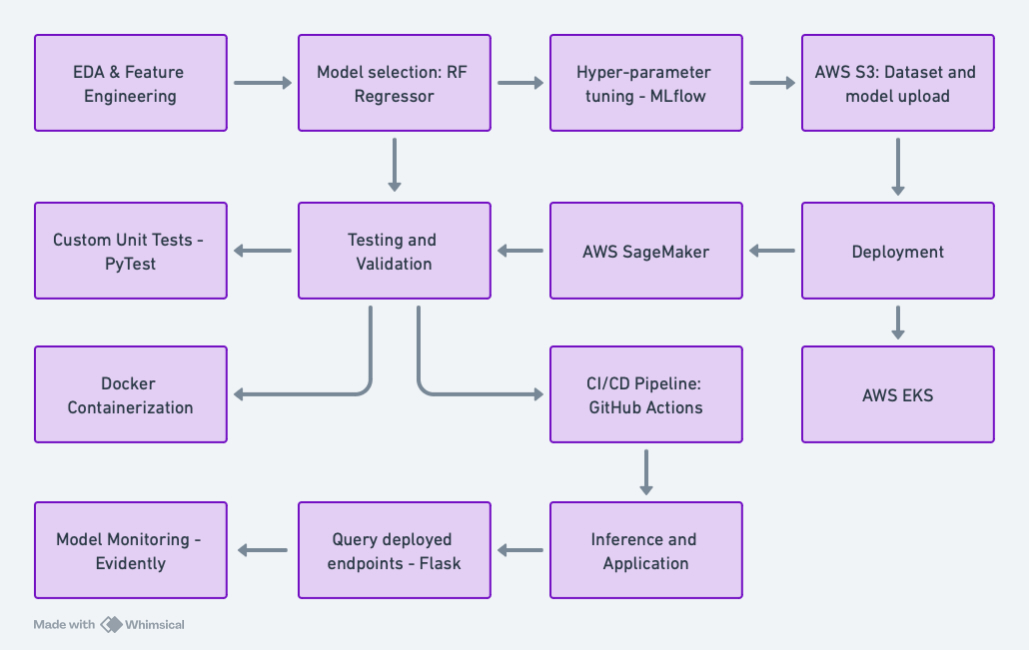 EDA & Feature
Engineering
Model selection: RF
Regressor
Hyper-parameter
tuning - MLflow
AWS S3: Dataset and
model upload
Custom Unit Tests -
PyTest
Testing and
Validation
AWS SageMaker
Deployment
Docker
Containerization
CI/CD Pipeline:
GitHub Actions
AWS EKS
Model Monitoring -
Evidently
Query deployed
endpoints - Flask
Inference and
Application
Made with Whimsical